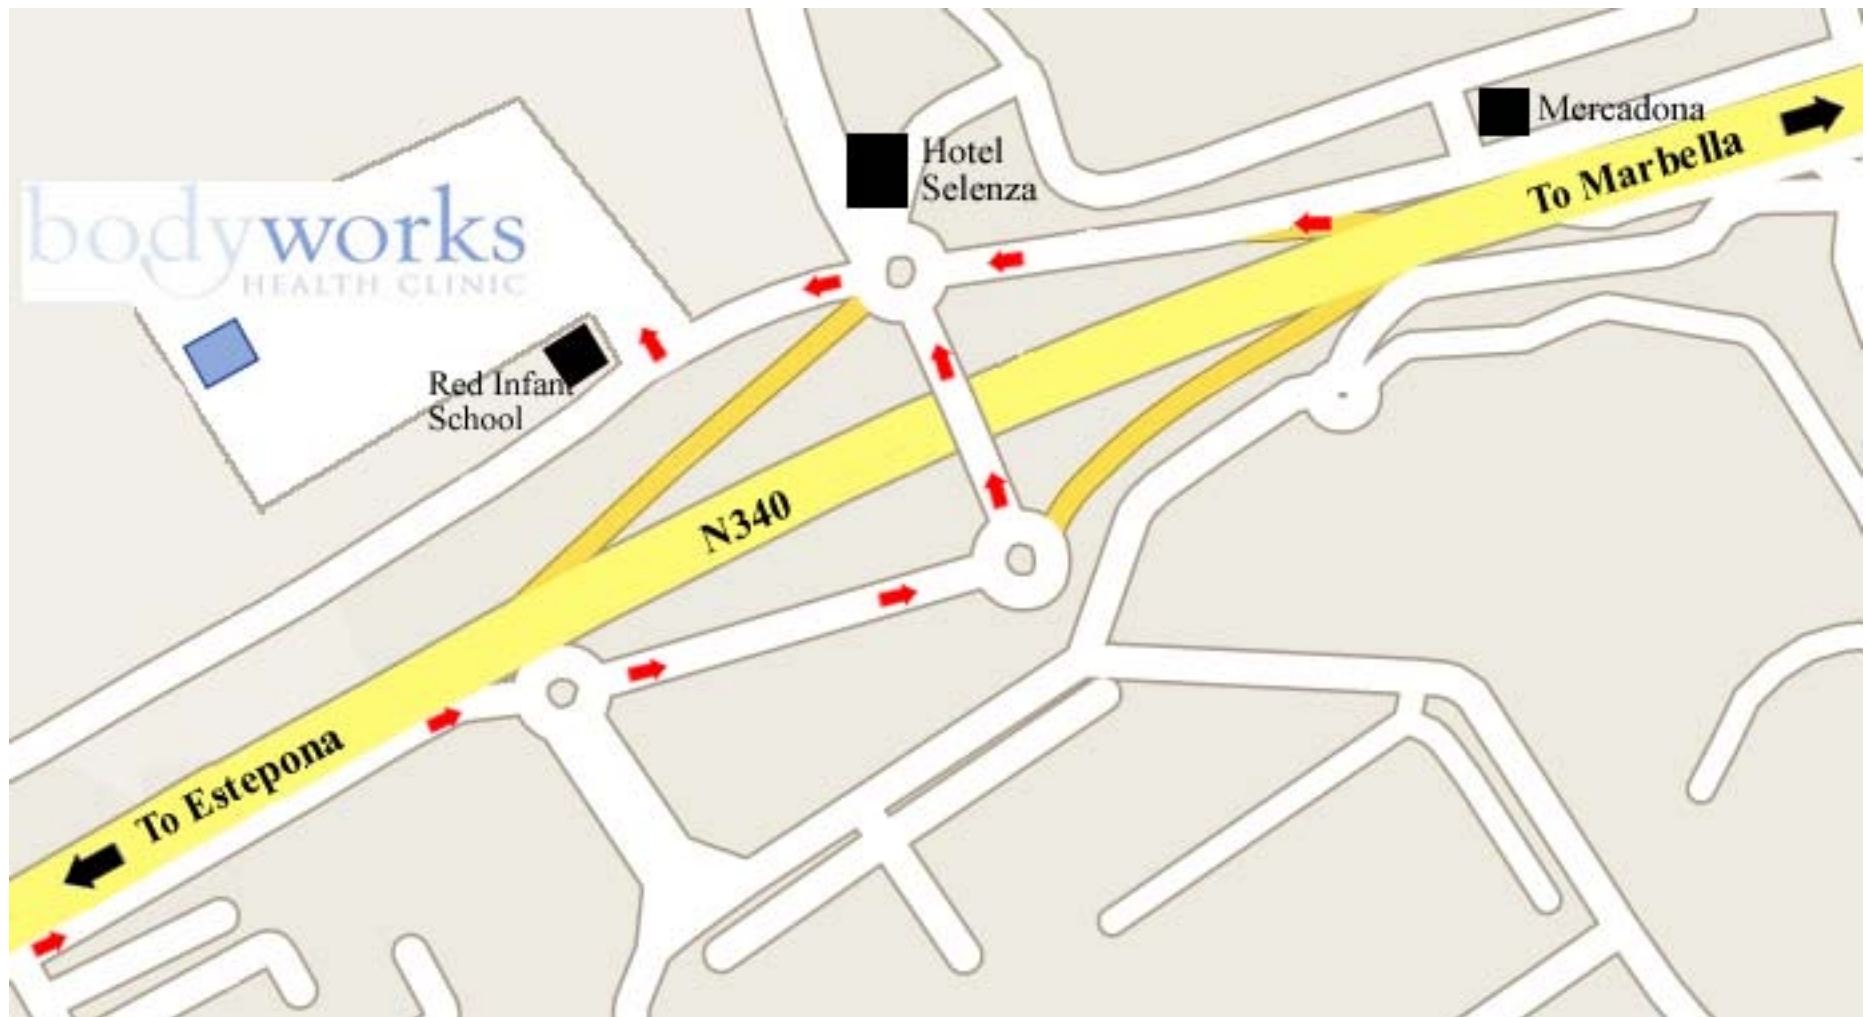 Mercadona
Hotel
Selenza
To Marbella
bodyworks
HEALTH CLINIC
Red Infant
School
N340
To Estepona